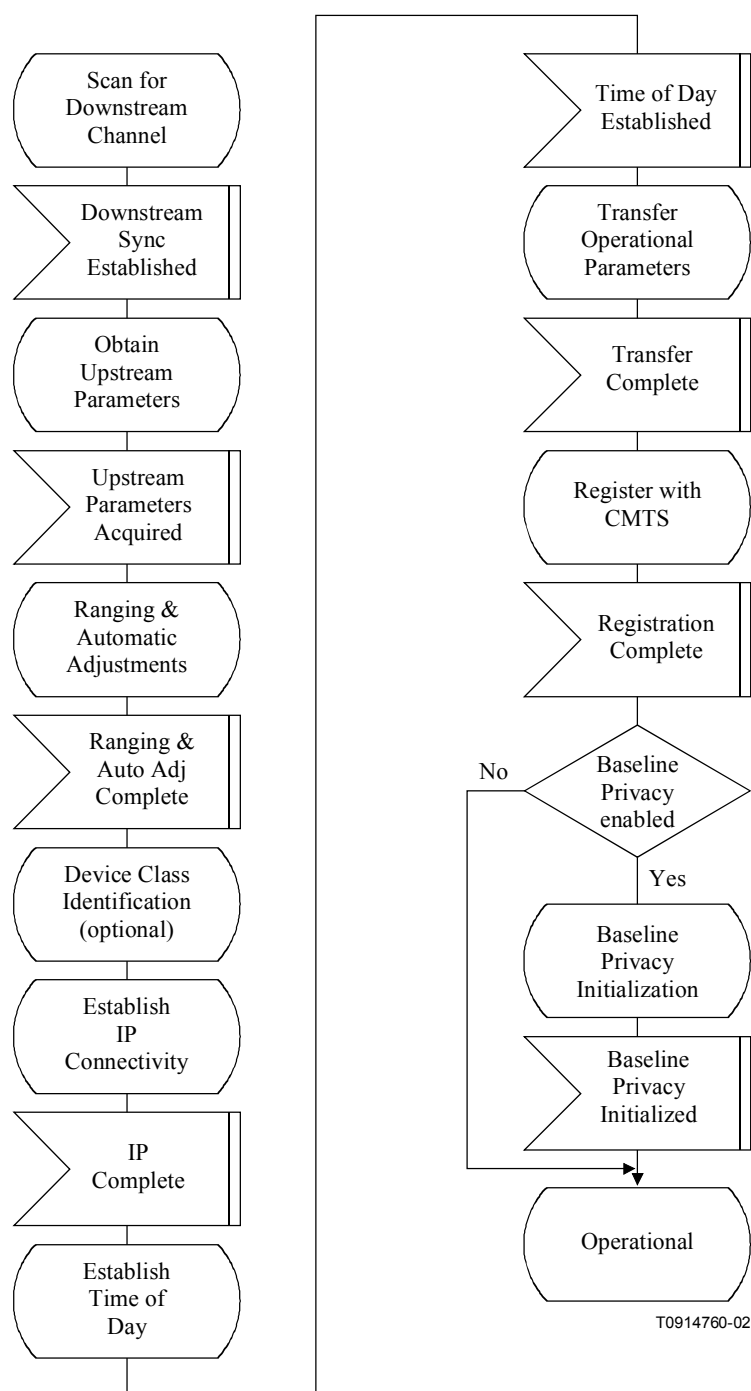 Scan for
Downstream
Channel
Downstream
Sync
Established
Obtain
Upstream
Parameters
Upstream
Parameters
Acquired
Ranging &
Automatic
Adjustments
Ranging &
Auto Adj
Complete
Device Class
Identification
(optional)
Establish
IP
Connectivity
IP
Complete
Establish
Time of
Day
Time of Day
Established
Transfer
Operational
Parameters
Transfer
Complete
Register with
CMTS
Registration
Complete
Baseline
Privacy
enabled
No
Yes
Baseline
Privacy
Initialization
Baseline
Privacy
Initialized
Operational
T0914760-02